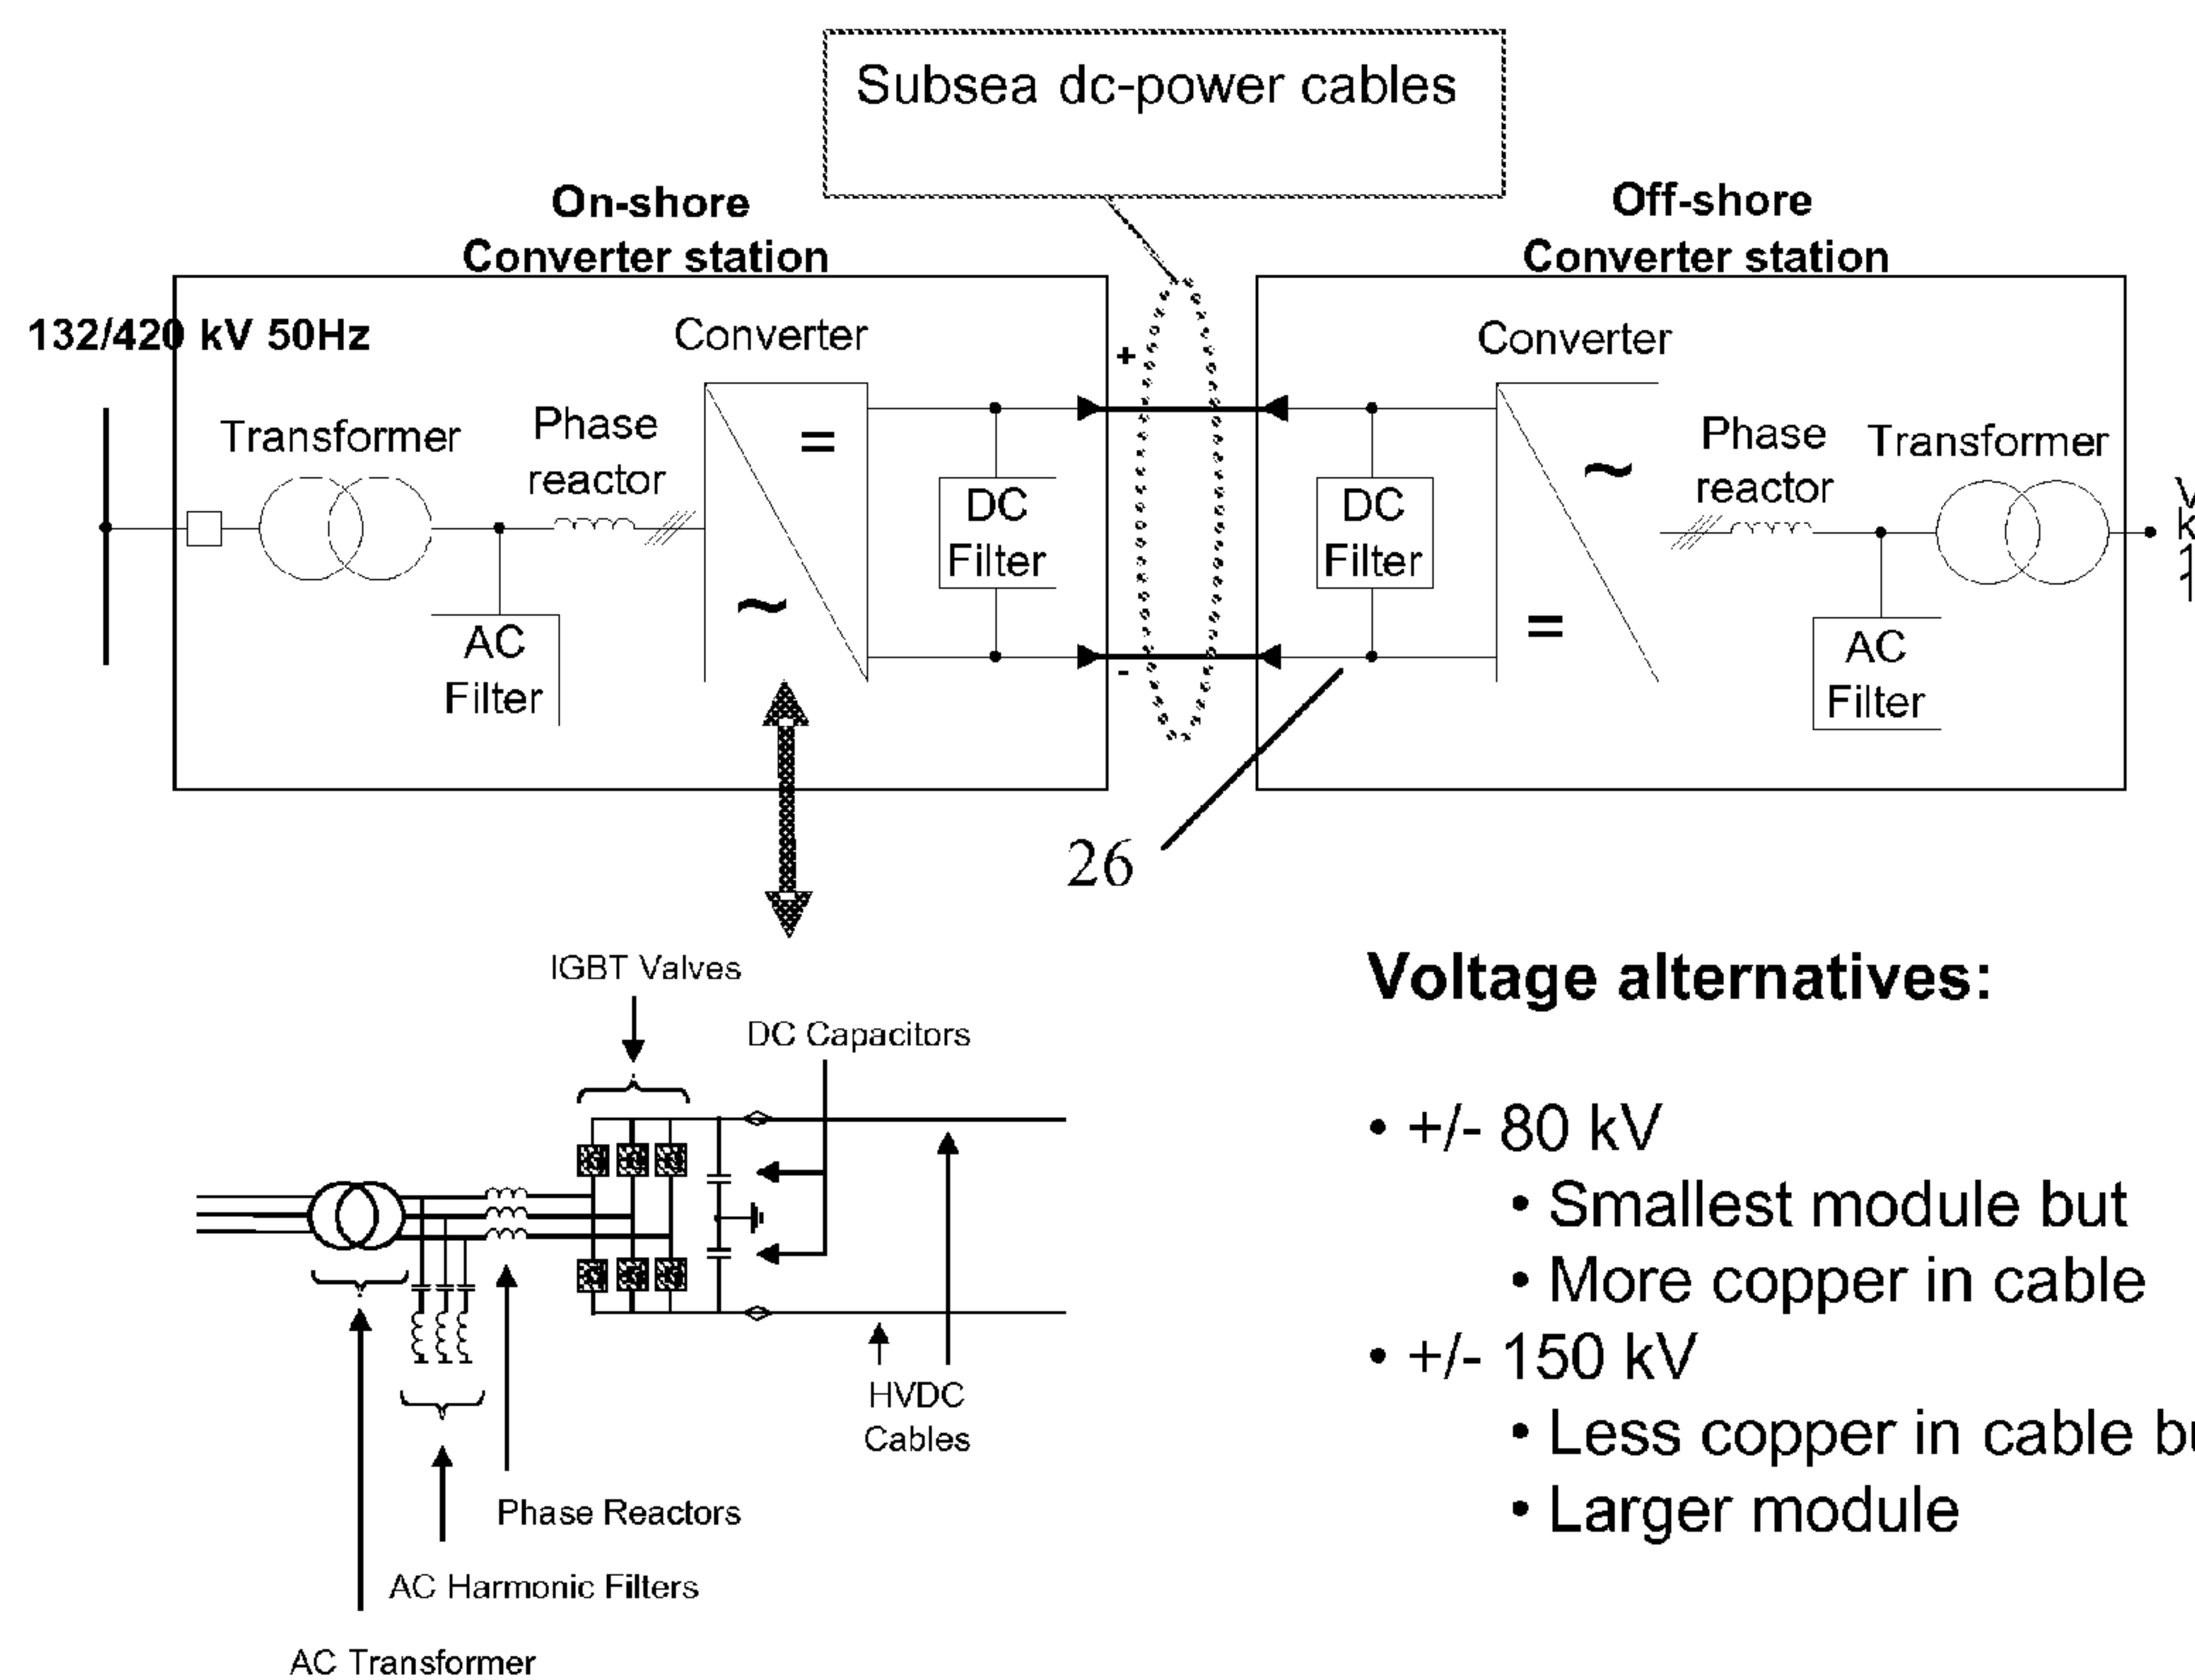 Subsea dc-power cables
On-shore
Converter station
Off-shore
Converter station
132/420 kV 50Hz
Converter
Converter
Transformer
Phase
reactor
=
~
DC
Filter
AC
Filter
+
-
DC
Filter
~
=
Phase
reactor
Transformer
AC
Filter
26
IGBT Valves
DC Capacitors
HVDC
Cables
Phase Reactors
AC Harmonic Filters
AC Transformer
Voltage alternatives:
• +/- 80 kV
• Smallest module but
• More copper in cable
• +/- 150 kV
• Less copper in cable
• Larger module